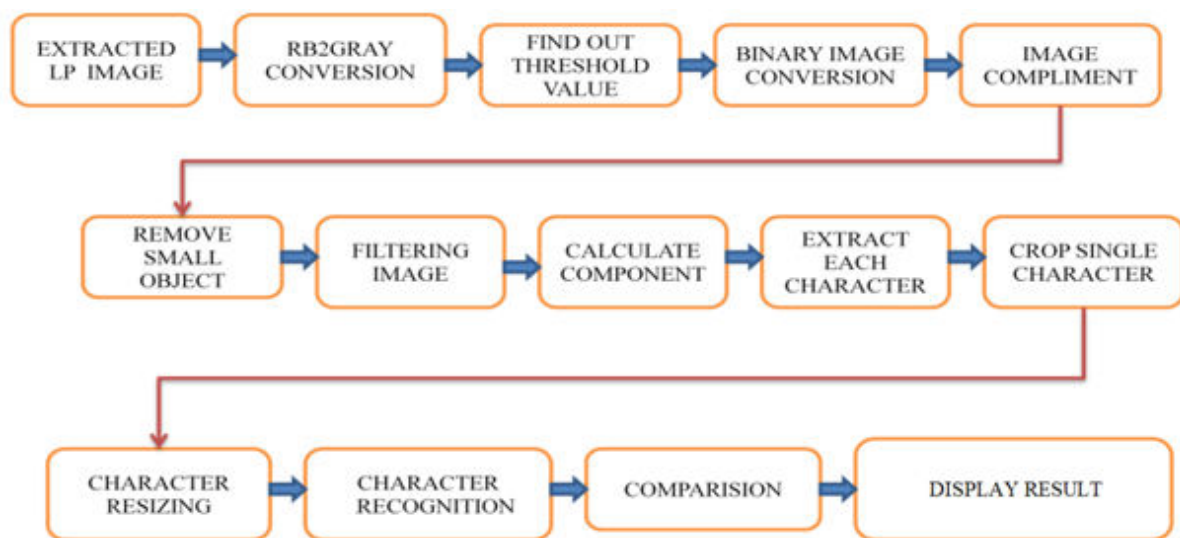 EXTRACTED
LP IMAGE
RB2GRAY
CONVERSION
FIND OUT
THRESHOLD
VALUE
BINARY IMAGE
CONVERSION
IMAGE
COMPLIMENT
REMOVE
SMALL
OBJECT
FILTERING
IMAGE
CALCULATE
COMPONENT
EXTRACT
EACH
CHARACTER
CROP SINGLE
CHARACTER
CHARACTER
RESIZING
CHARACTER
RECOGNITION
COMPARISION
DISPLAY RESULT